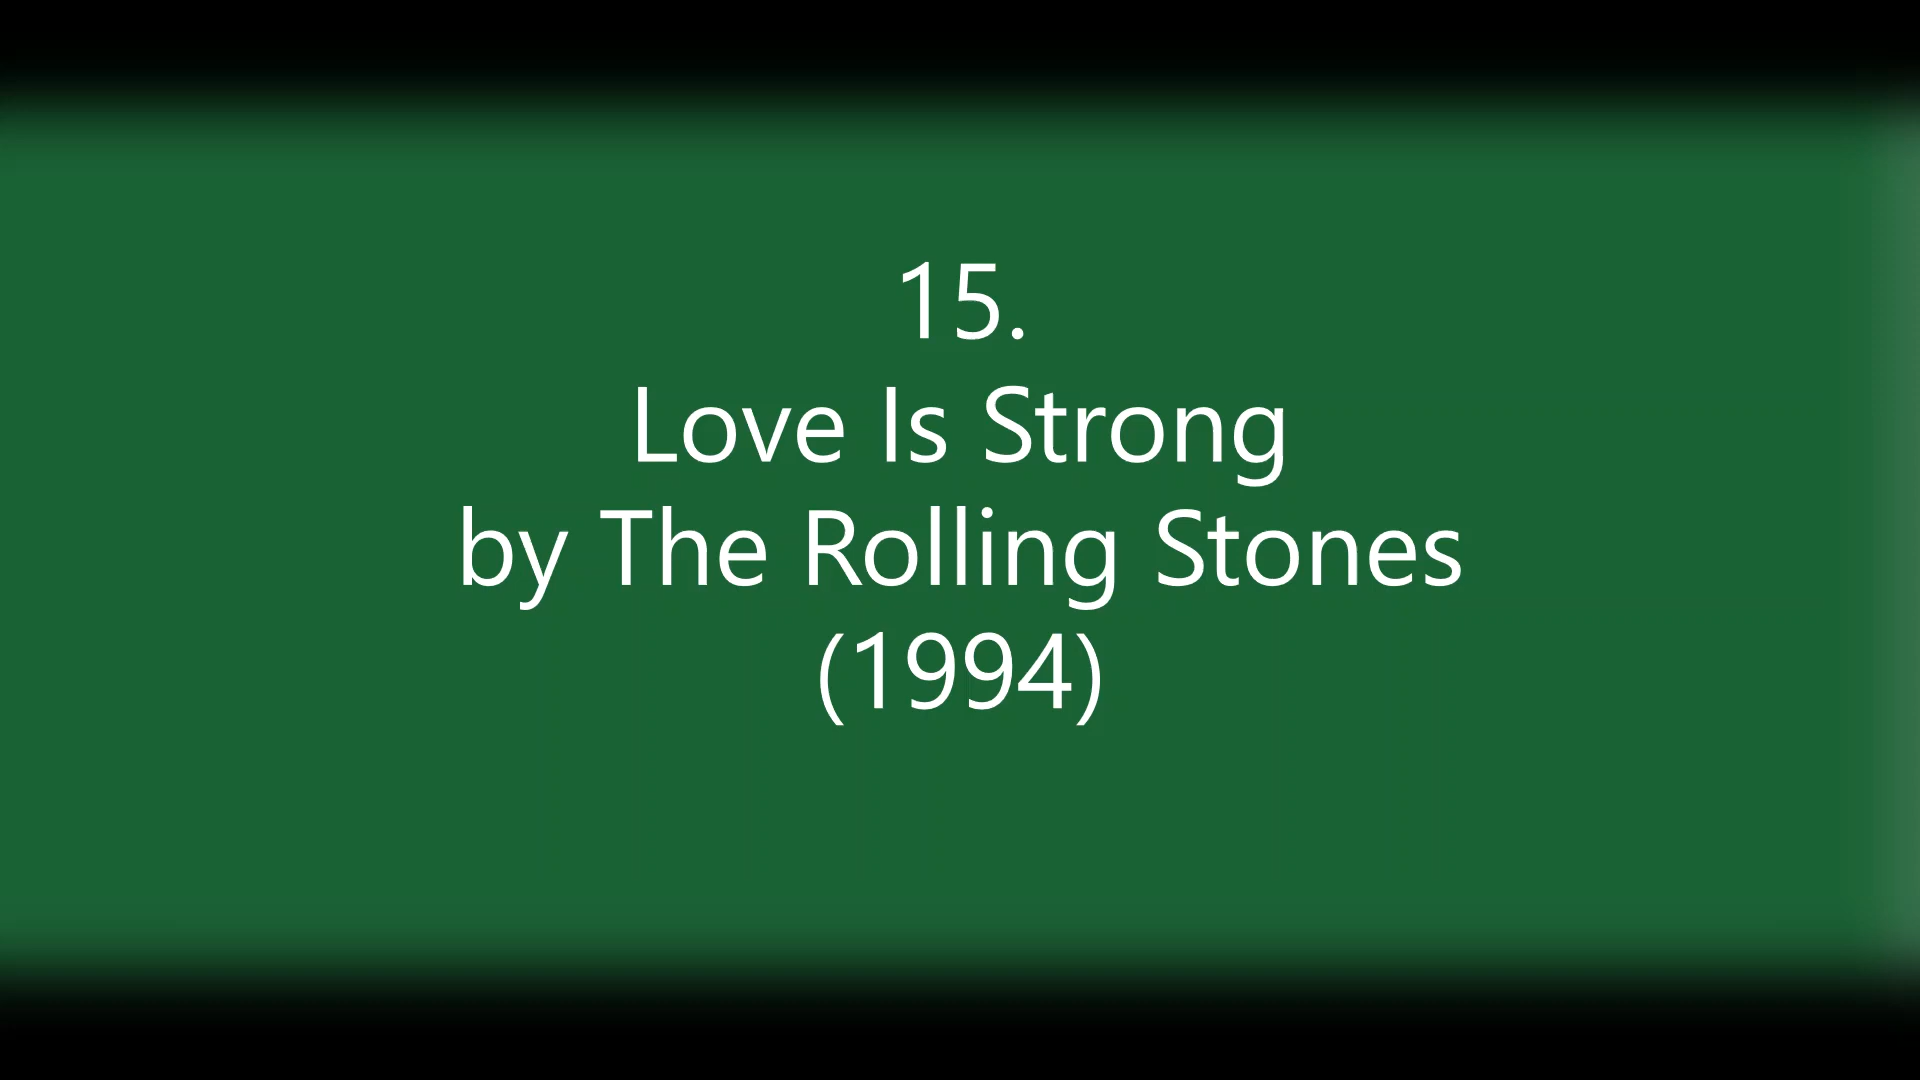 15.
Love Is Strong
by The Rolling Stones
(1994)